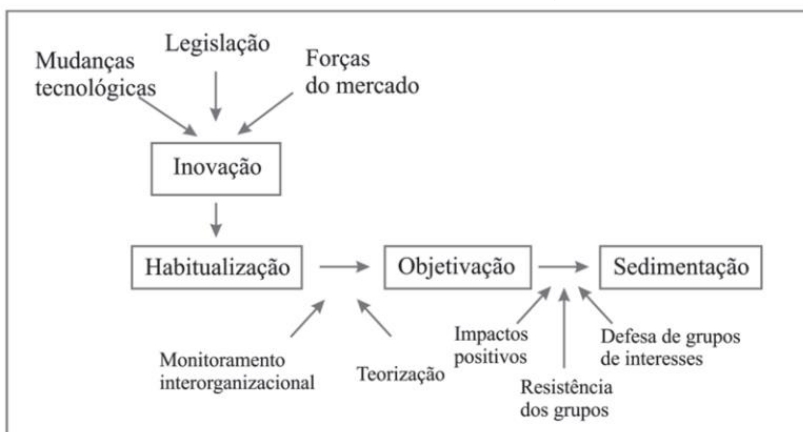 Legislação
Mudanças
tecnológicas
Forças
do mercado
Inovação
Habitualização
Objetivação
Sedimentação
Monitoramento
interorganizacional
Teorização
Impactos
positivos
Resistência
dos grupos
Defesa de grupos
de interesses